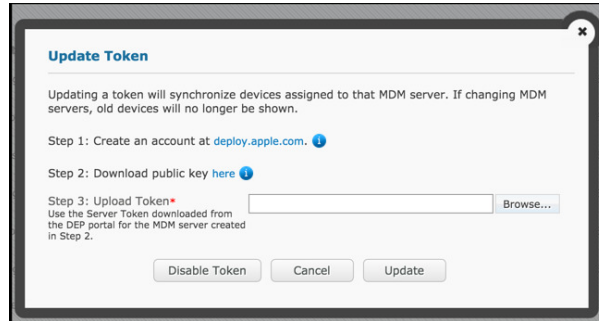 Update Token
Updating a token will synchronize devices assigned to that MDM server. If changing MDM
servers, old devices will no longer be shown.
Step 1: Create an account at deploy.apple.com.
Step 2: Download public key here
Step 3: Upload Token*
Browse...
Use the Server Token downloaded from
the DEP portal for the MDM server created
in Step 2.
Disable Token Cancel Update